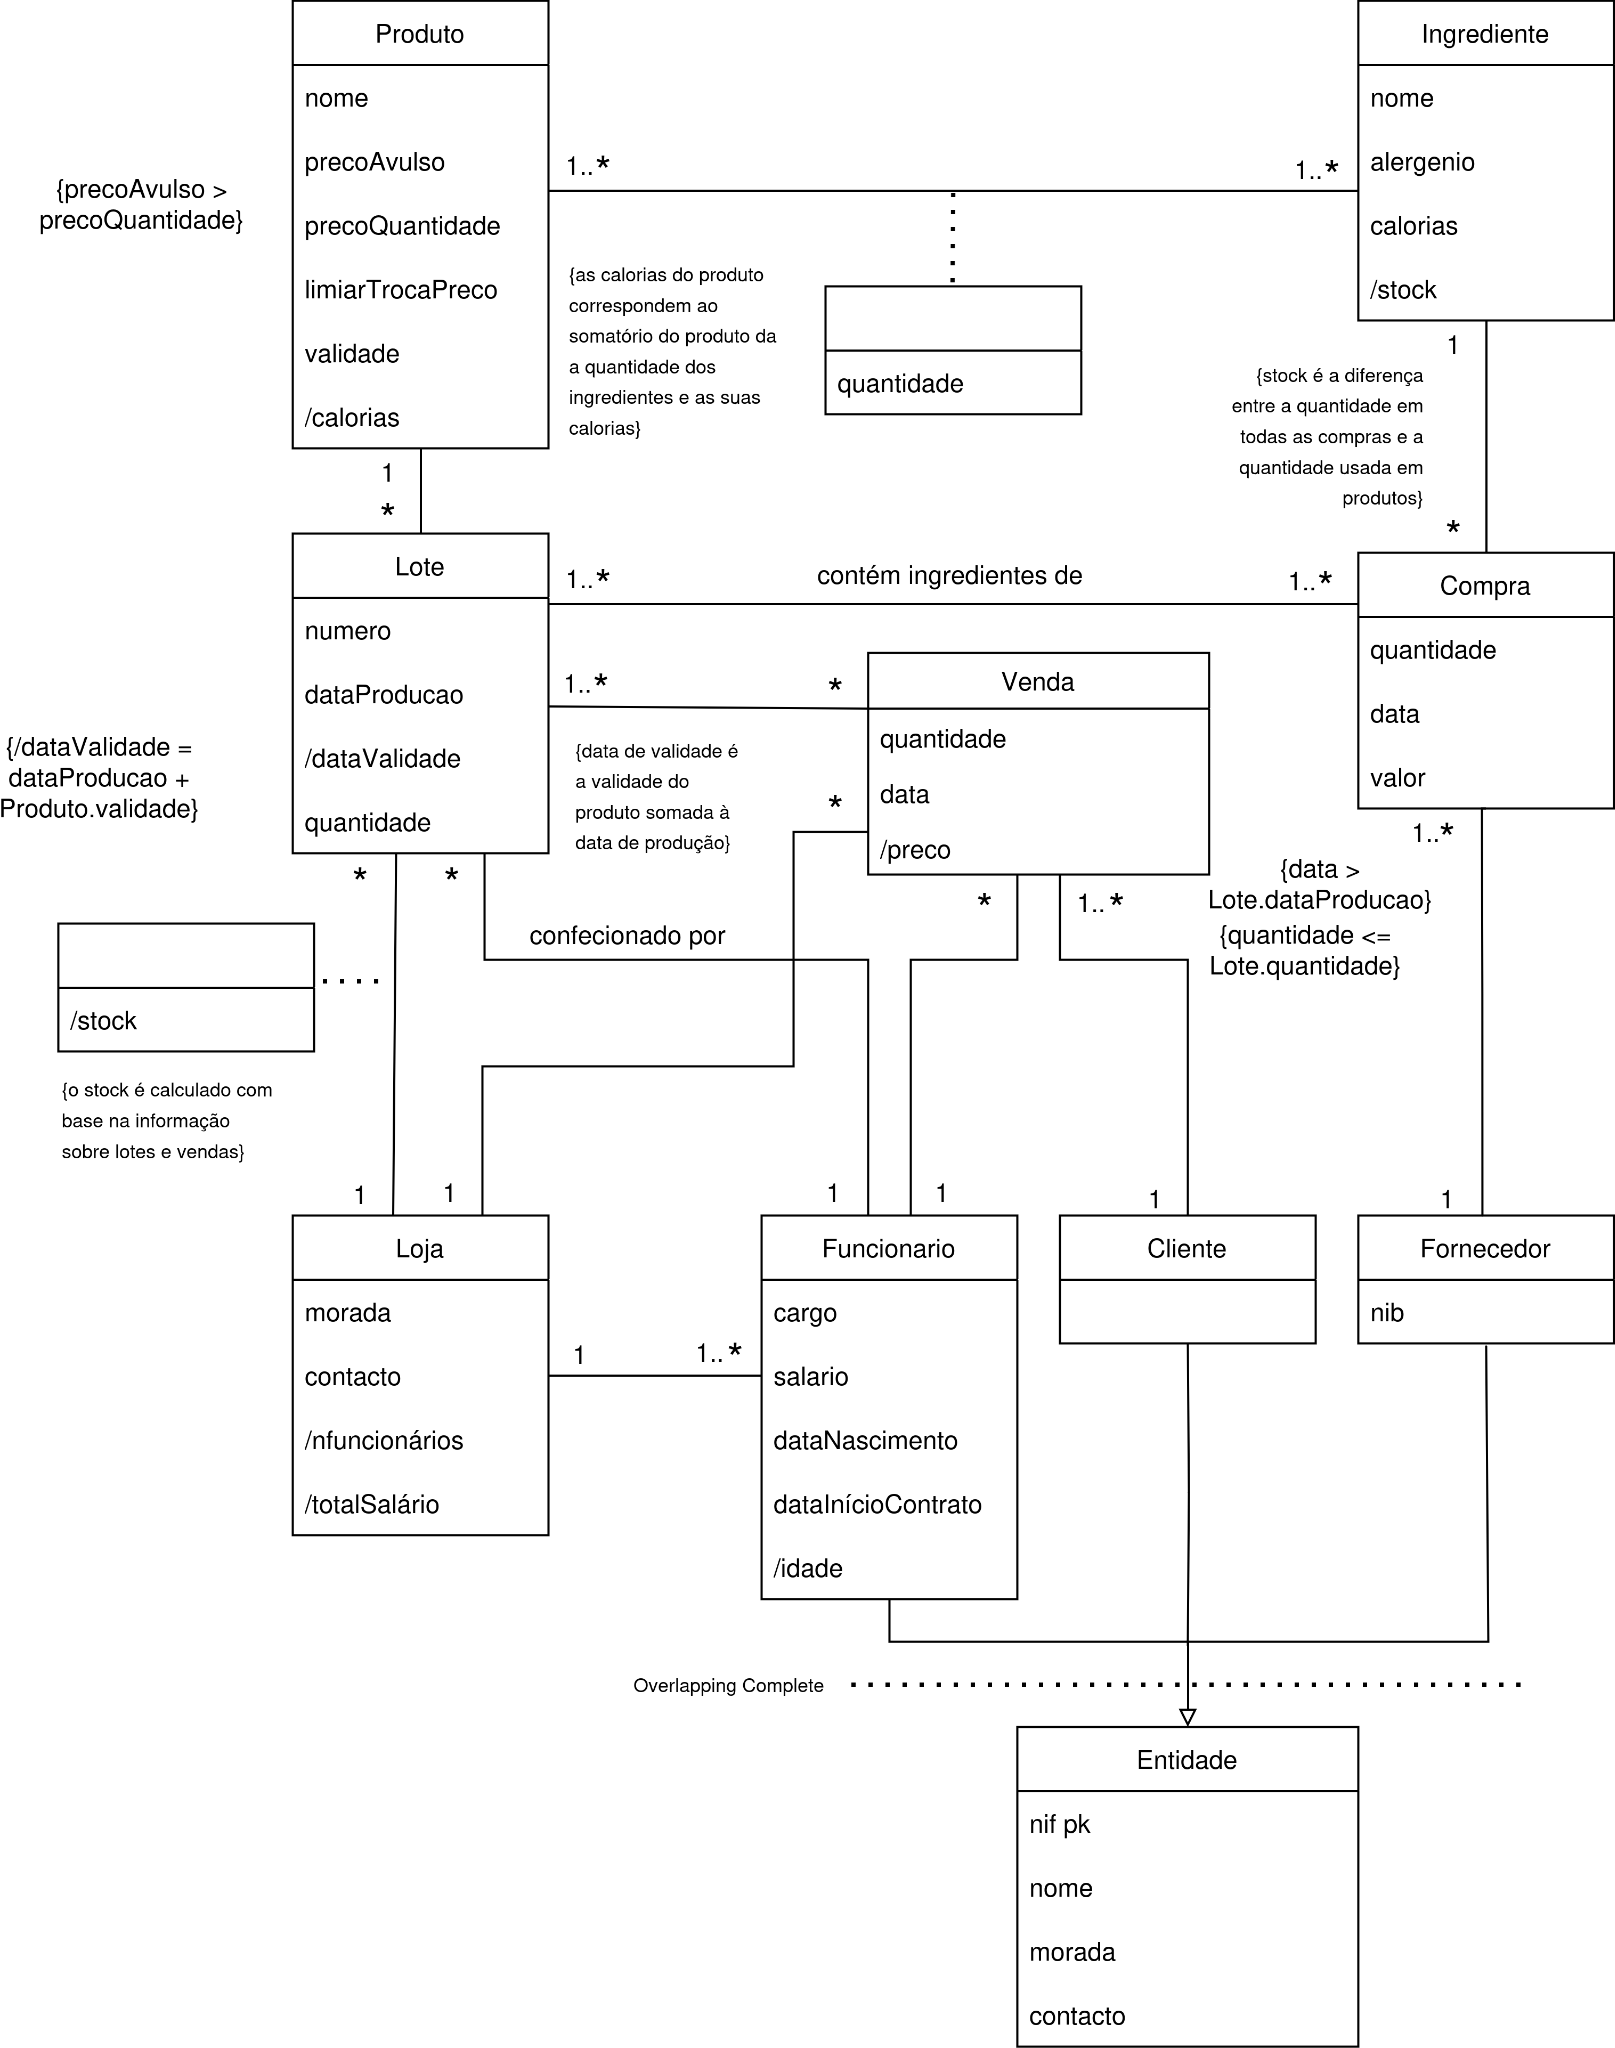 Produto
nome
precoAvulso
precoQuantidade
limiarTrocaPreco
validade
/calorias
{precoAvulso >
precoQuantidade}
1..*
1..*
Ingrediente
nome
alergenio
calorias
/stock
{as calorias do produto
correspondem ao
somatório do produto da
a quantidade dos
ingredientes e as suas
calorias}
quantidade
1
{stock é a diferença
entre a quantidade em
todas as compras e a
quantidade usada em
produtos}
*
1
*
Lote
numero
dataProducao
/dataValidade
quantidade
1..*
contém ingredientes de
1..*
Compra
quantidade
data
valor
1..*
*
Venda
quantidade
data
/preco
{/dataValidade =
dataProducao +
Produto.validade}
{data de validade é
a validade do
produto somada à
data de produção}
*
1..*
{data >
Lote.dataProducao}
{quantidade <=
Lote.quantidade}
*
*
*
1..*
confecionado por
/stock
{o stock é calculado com
base na informação
sobre lotes e vendas}
1
1
1
1
1
1
Loja
morada
contacto
/nfuncionários
/totalSalário
1
1..*
Funcionario
cargo
salario
dataNascimento
dataInícioContrato
/idade
Cliente
Fornecedor
nib
Overlapping Complete
Entidade
nif pk
nome
morada
contacto